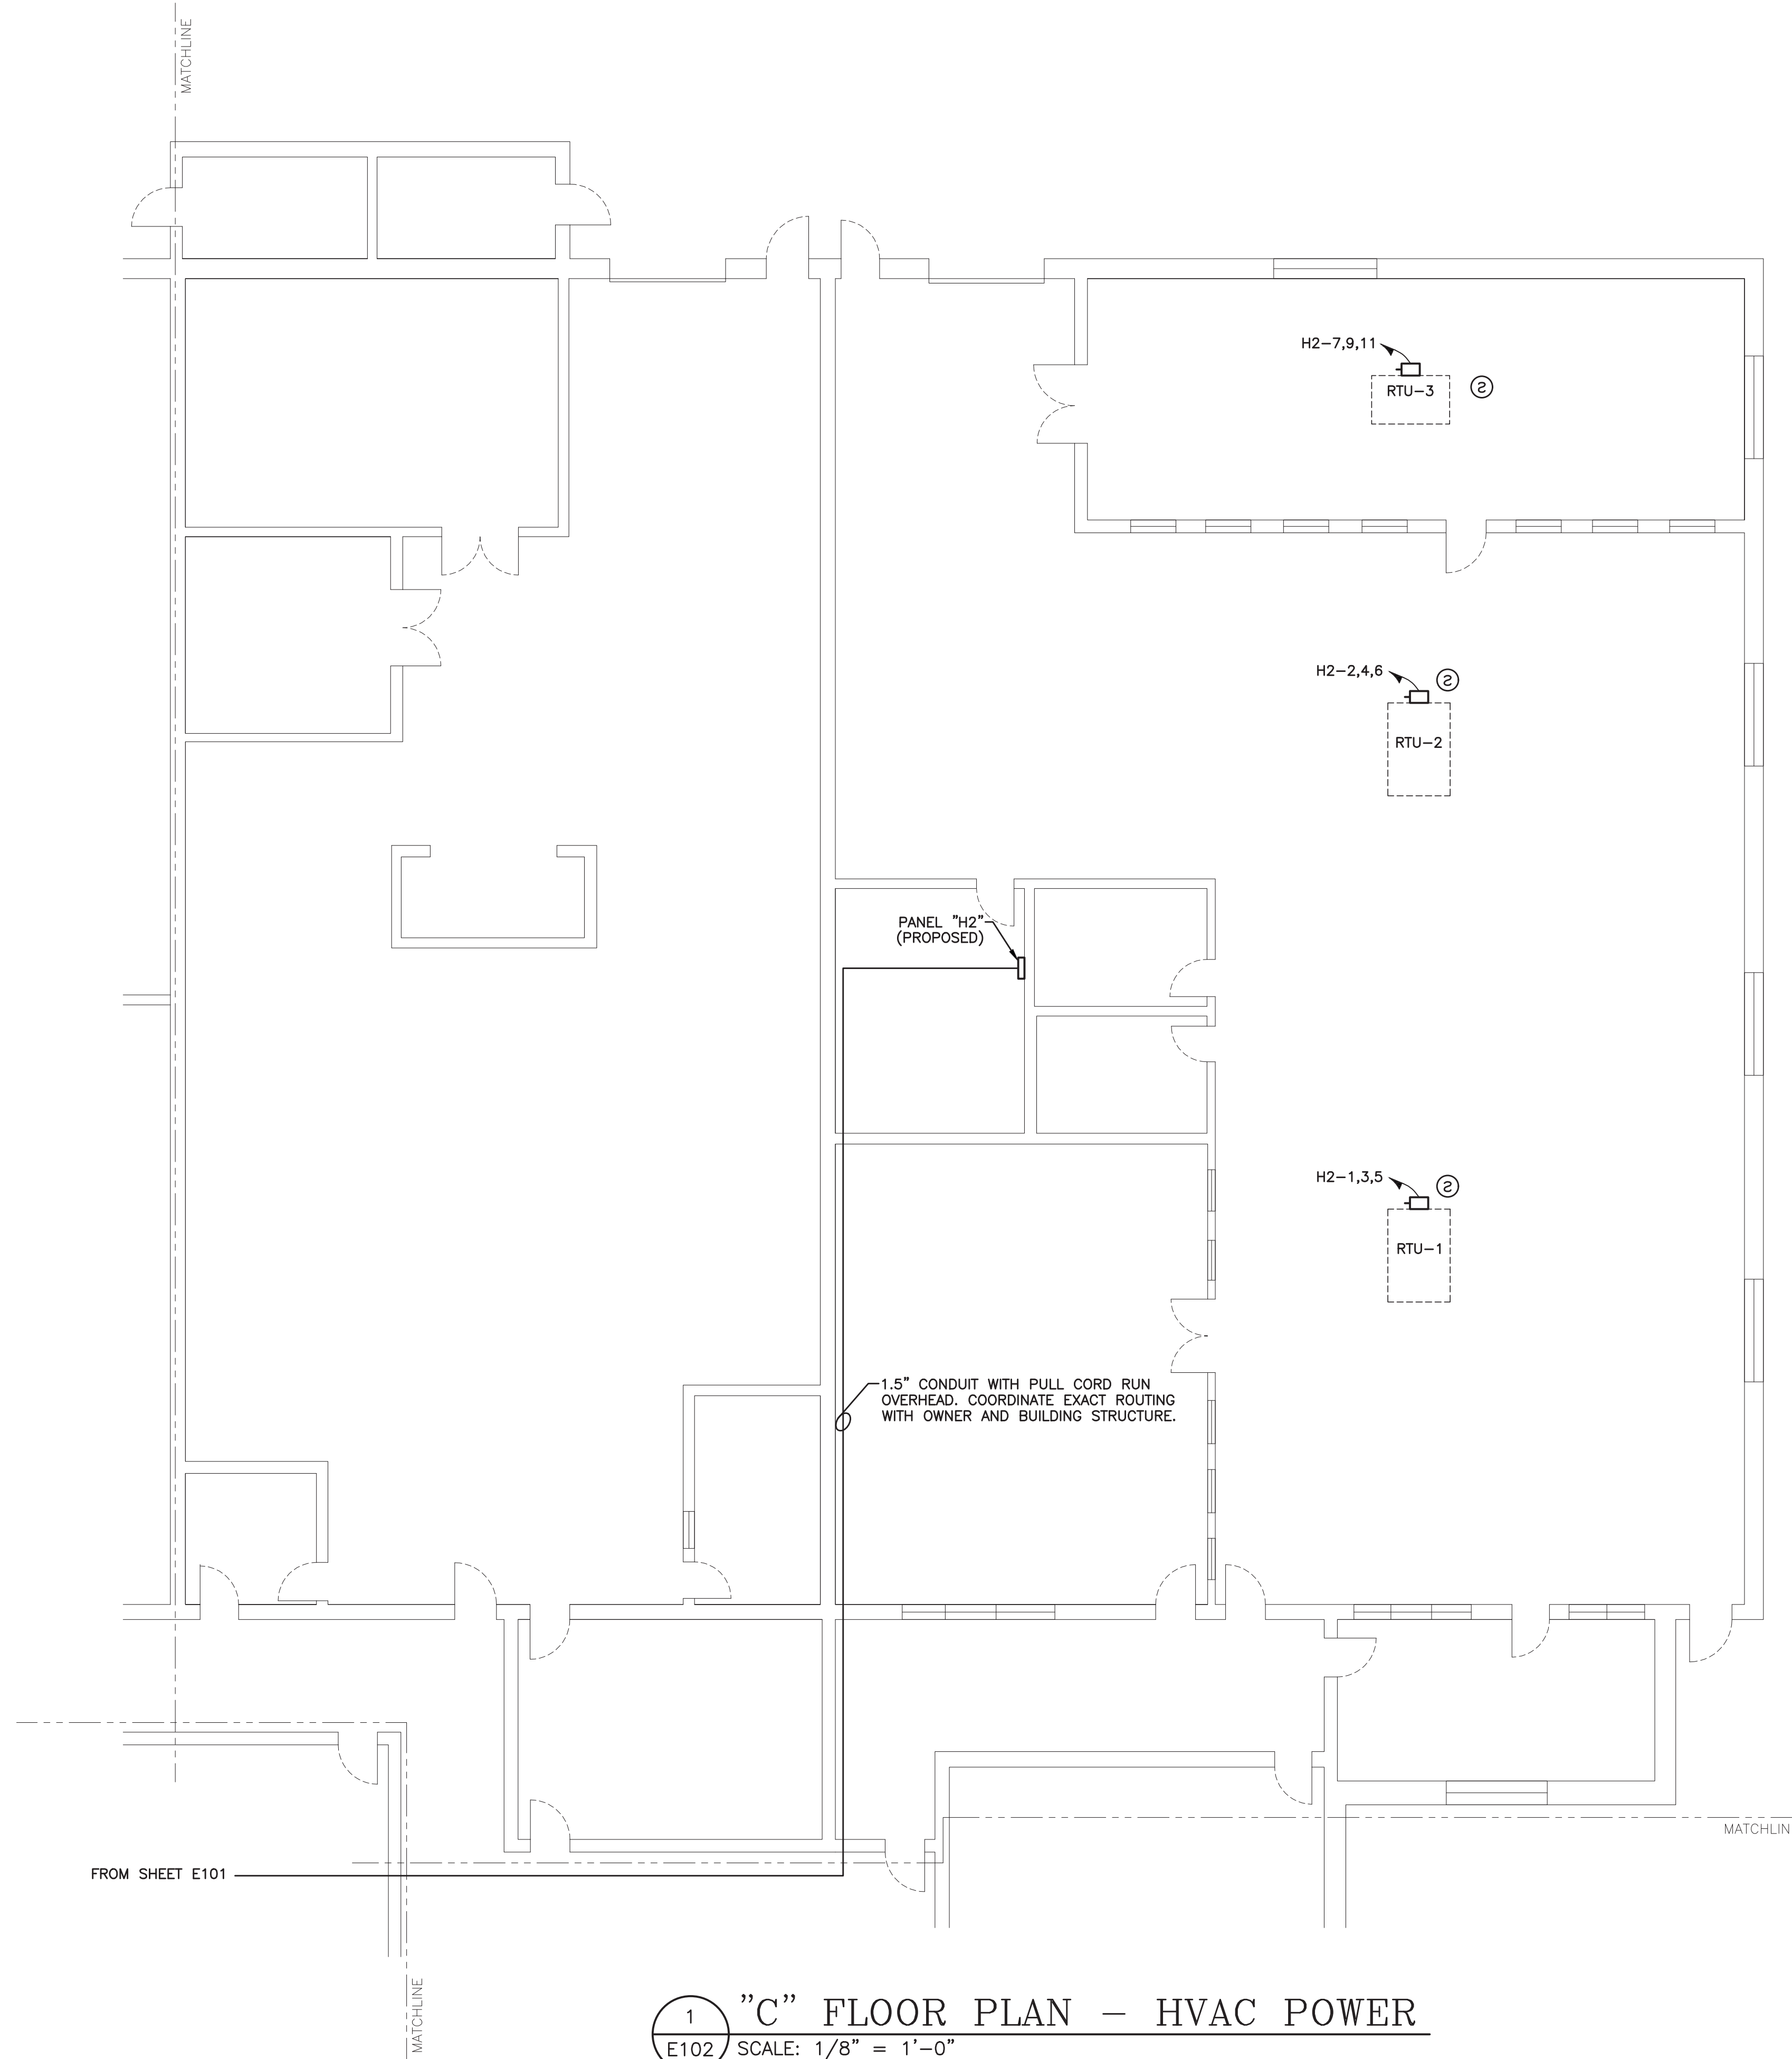 MATCHLINE
H2-7,9,11
RTU-3
2
H2-2,4,6
2
RTU-2
PANEL "H2"
(PROPOSED)
H2-1,3,5
2
RTU-1
1.5" CONDUIT WITH PULL CORD RUN
OVERHEAD. COORDINATE EXACT ROUTING
WITH OWNER AND BUILDING STRUCTURE.
MATCHLIN
FROM SHEET E101
MATCHLINE
1
E102
"C" FLOOR PLAN - HVAC POWER
SCALE: 1/8" = 1'-0"